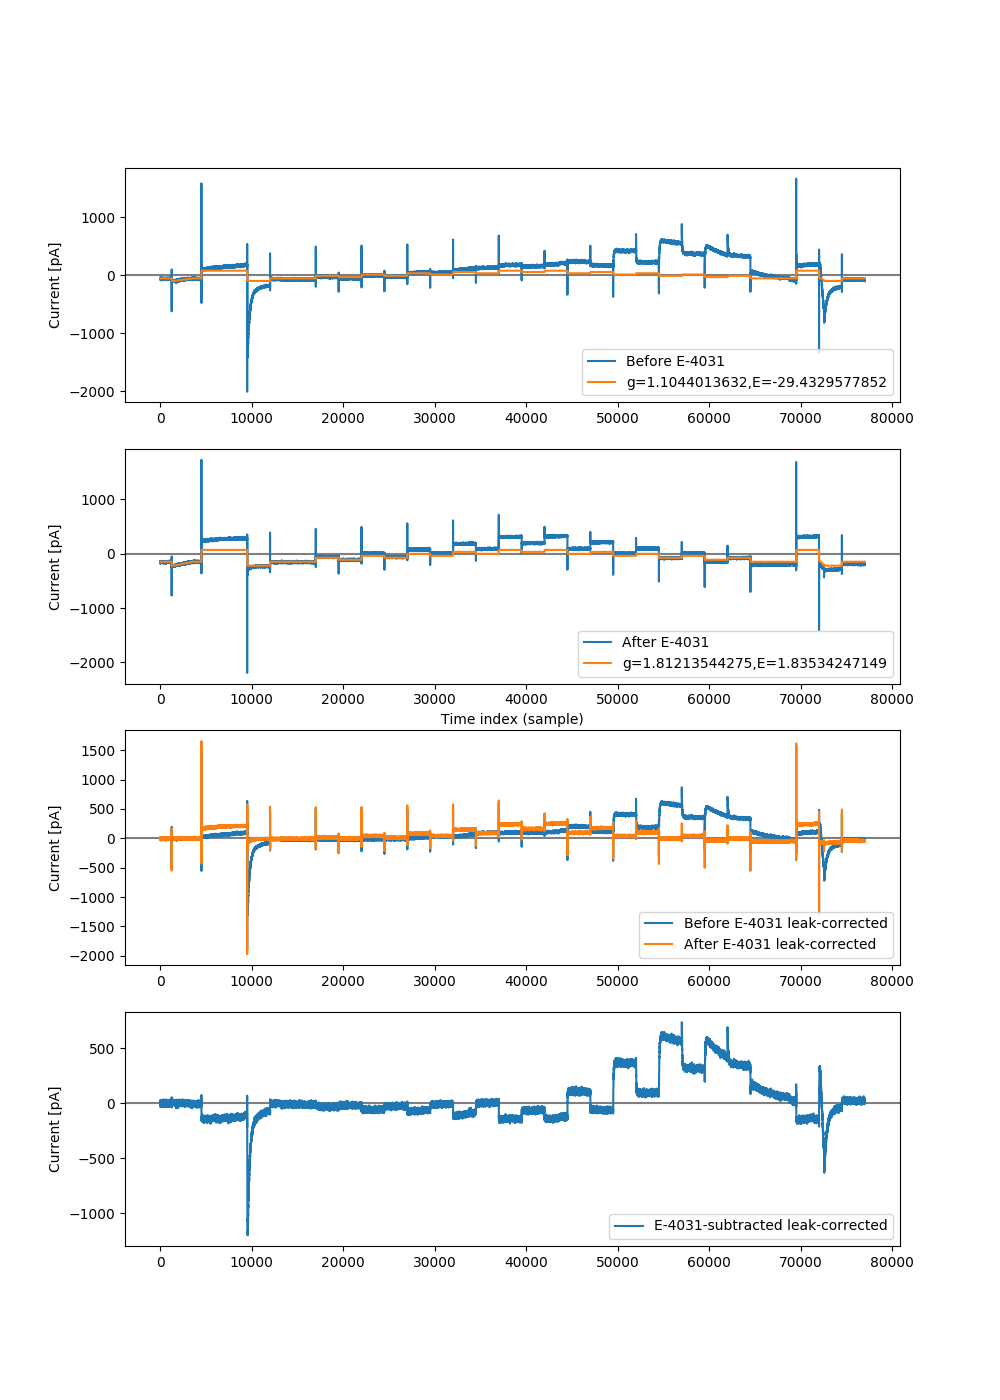 1000
0
−1000
−2000
Current [pA]
Before E-4031
g=1.1044013632,E=-29.4329577852
0 10000 20000 30000 40000 50000 60000 70000 80000
1000
0
−1000
−2000
Current [pA]
After E-4031
g=1.81213544275,E=1.83534247149
0 10000 20000 30000 40000 50000 60000 70000 80000
Time index (sample)
1500
1000
500
0
−500
−1000
−1500
−2000
Current [pA]
Before E-4031 leak-corrected
After E-4031 leak-corrected
0 10000 20000 30000 40000 50000 60000 70000 80000
500
0
−500
−1000
Current [pA]
E-4031-subtracted leak-corrected
0 10000 20000 30000 40000 50000 60000 70000 80000